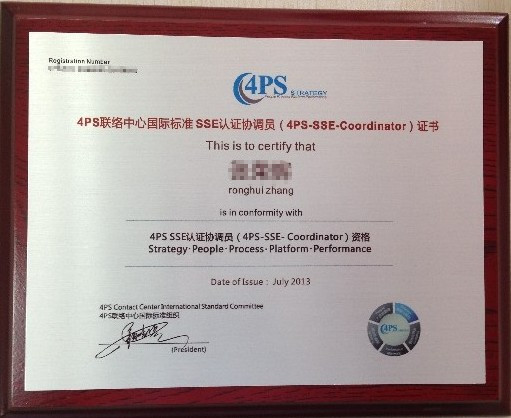 Registration Number
4PS STRATEGY
4PS联络中心国际标准 SSE认证协调员（4PS-SSE-Coordinator）证书
This is to certify that
ronghui zhang
is in conformity with
4PS SSE认证协调员（4PS-SSE- Coordinator）资格
Strategy·People·Process·Platform·Performance
Date of Issue：July 2013
4PS Contact Center International Standard Committee
4PS联络中心国际标准组织
(President)
4PS